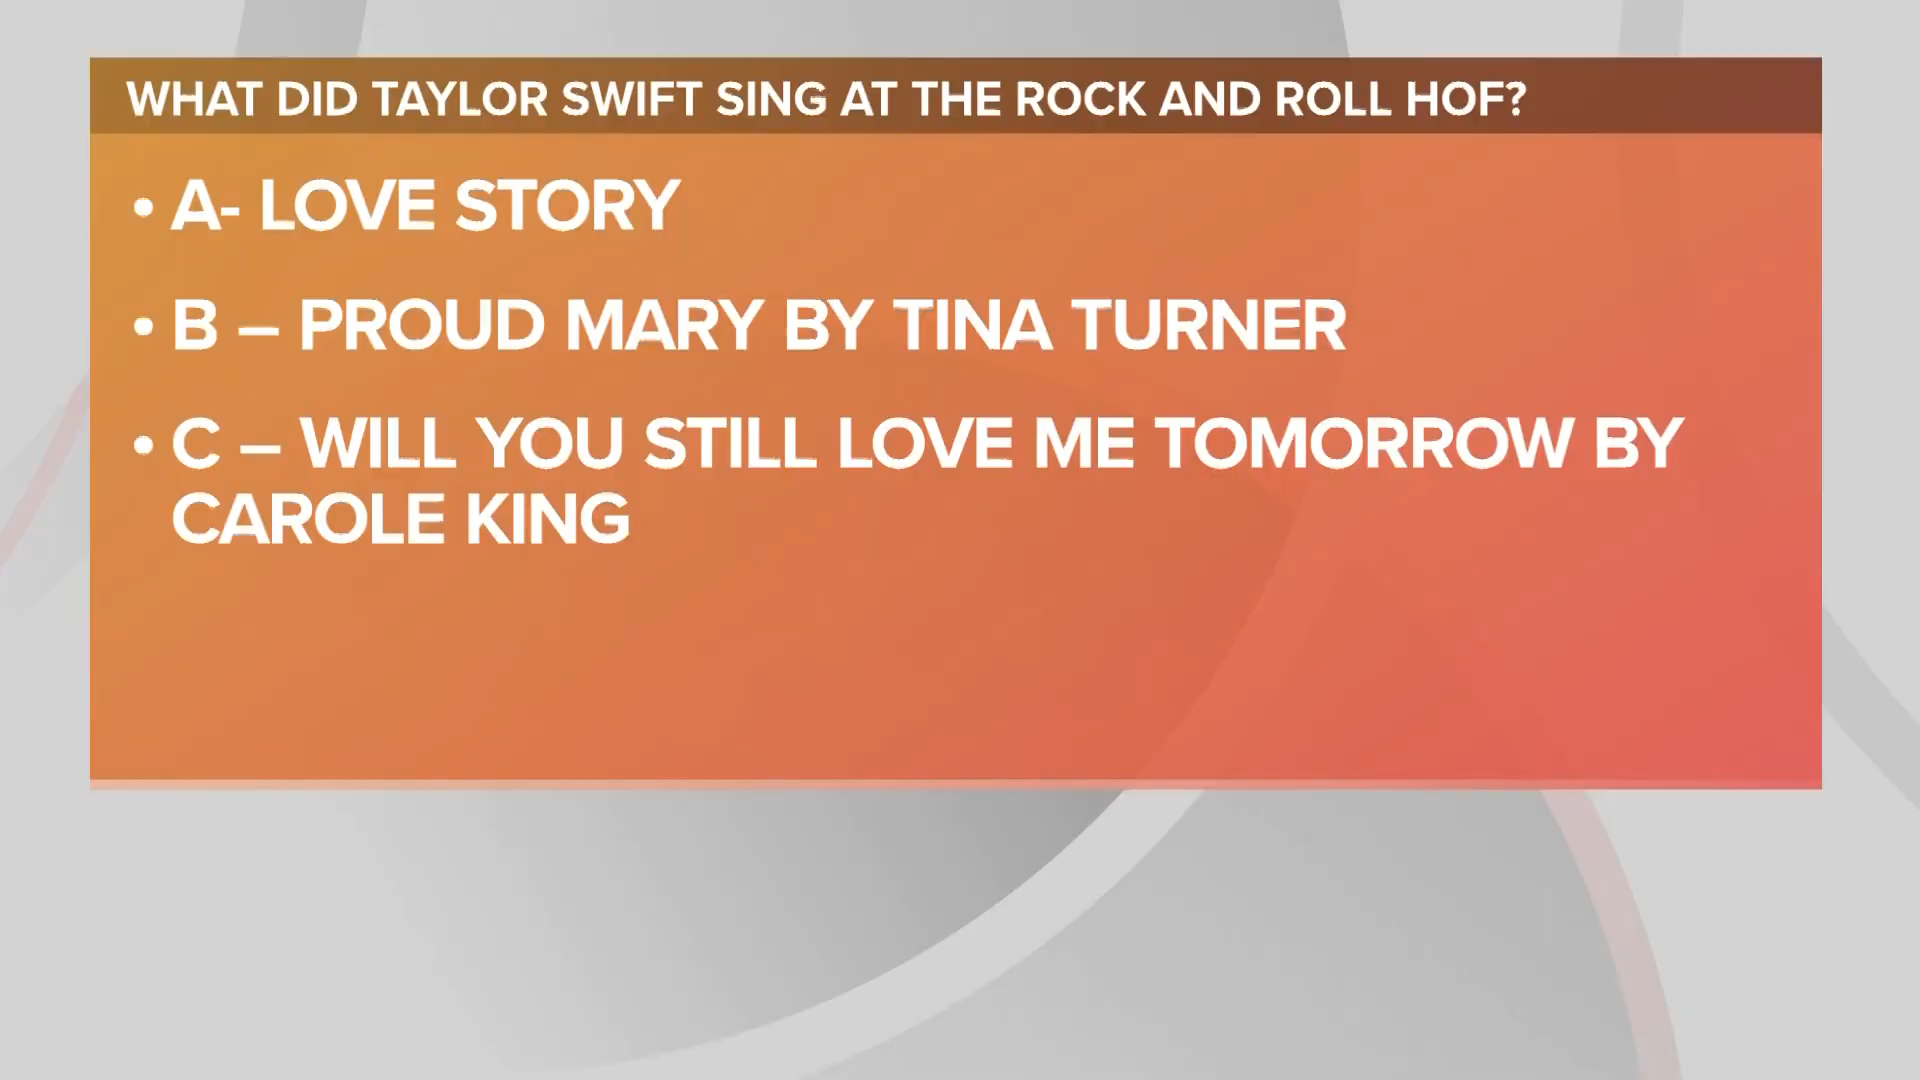 WHAT DID TAYLOR SWIFT SING AT THE ROCK AND ROLL HOF?
• A- LOVE STORY
• B – PROUD MARY BY TINA TURNER
• C – WILL YOU STILL LOVE ME TOMORROW BY
CAROLE KING